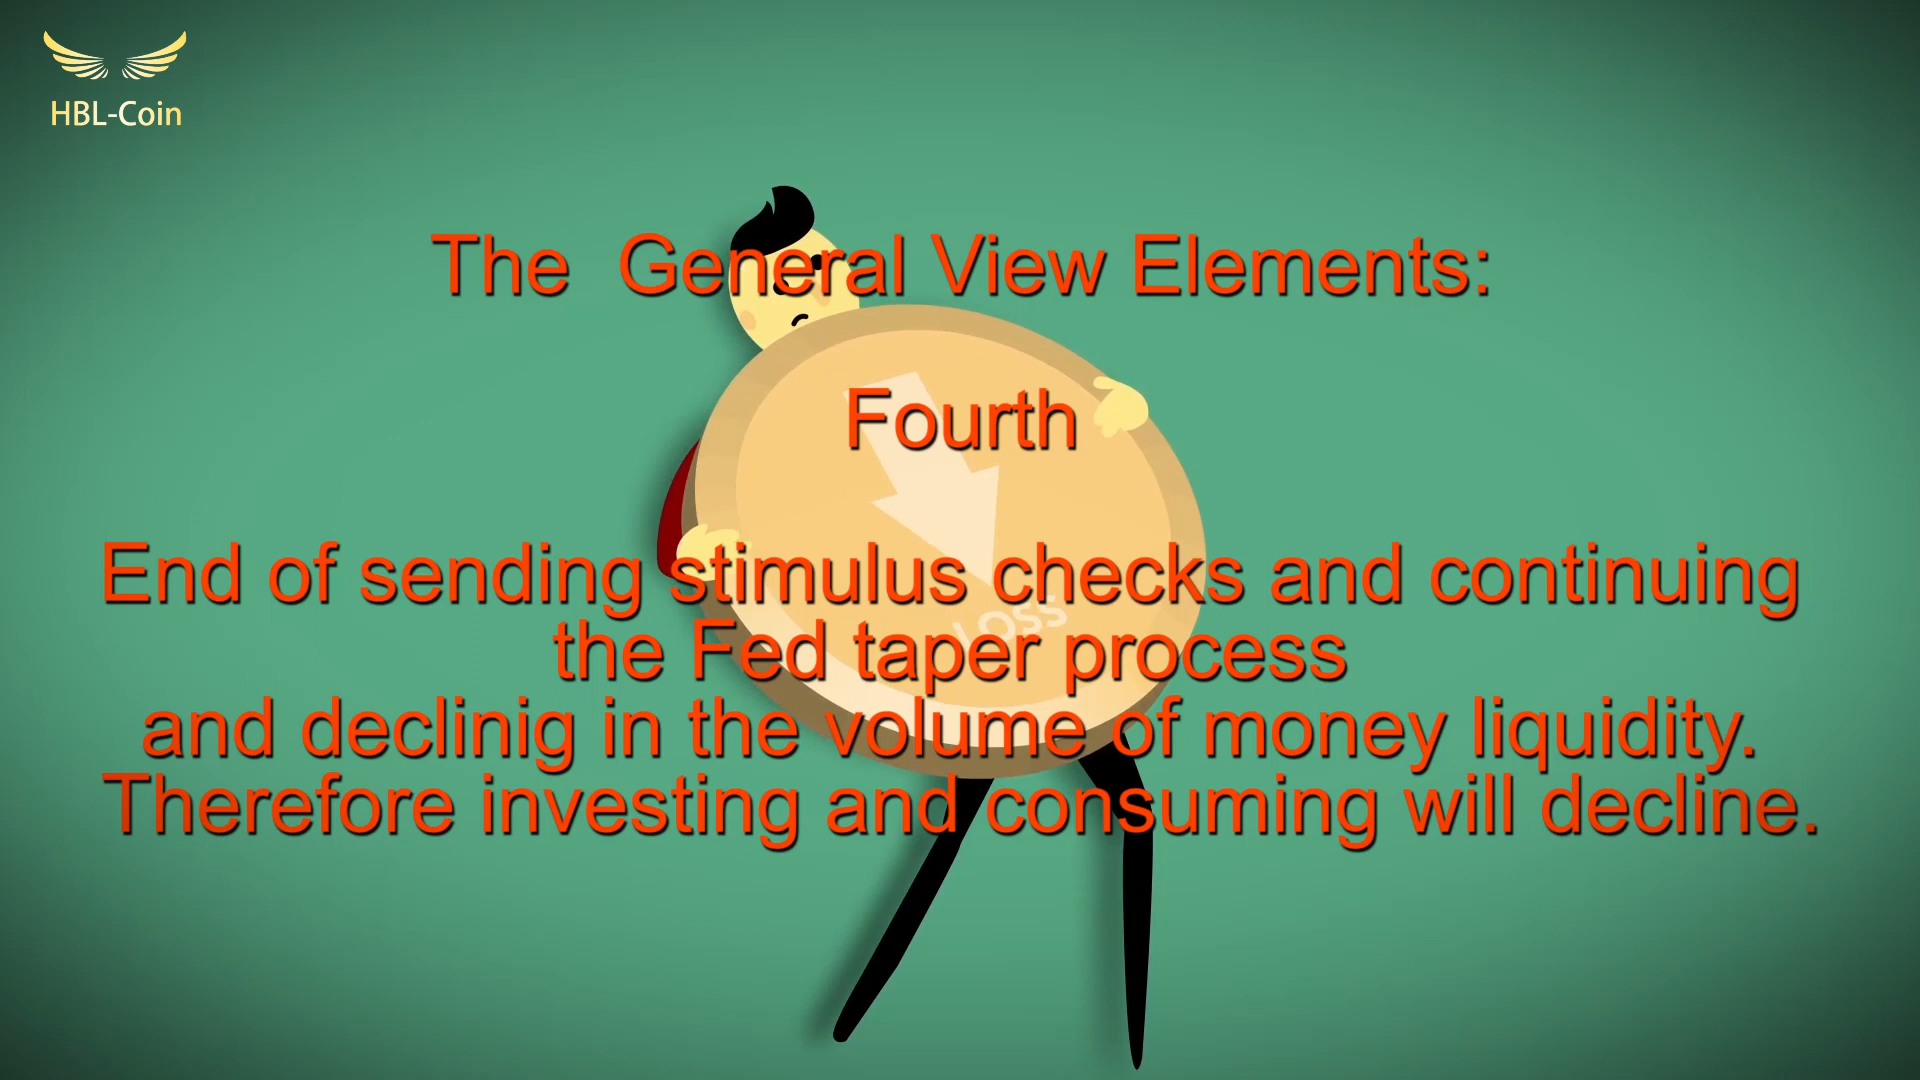 HBL-Coin
The  General View Elements:
Fourth
End of sending stimulus checks and continuing
LOSS
the Fed taper process
and declinig in the volume of money liquidity.
Therefore investing and consuming will decline.